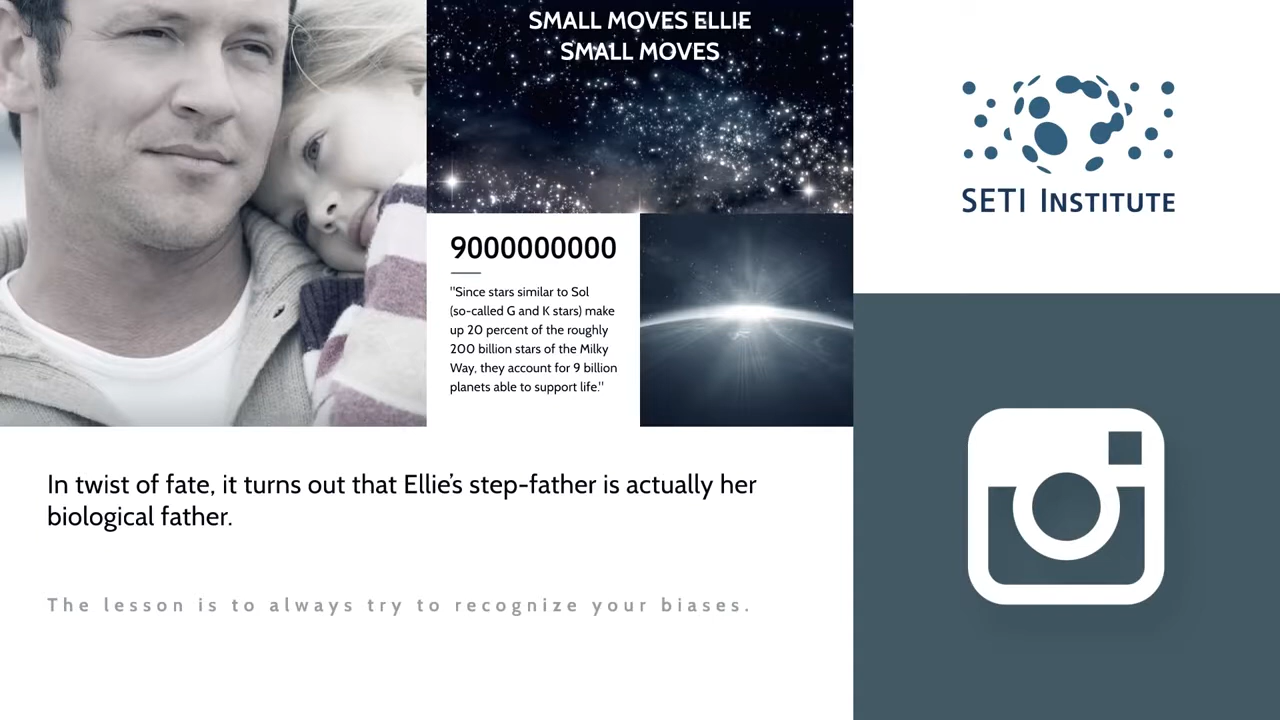 SMALL MOVES ELLIE
SMALL MOVES
SETI INSTITUTE
9000000000
"Since stars similar to Sol
(so-called G and K stars) make
up 20 percent of the roughly
200 billion stars of the Milky
Way, they account for 9 billion
planets able to support life."
In twist of fate, it turns out that Ellie’s step-father is actually her
biological father.
The lesson is to always try to recognize your biases.